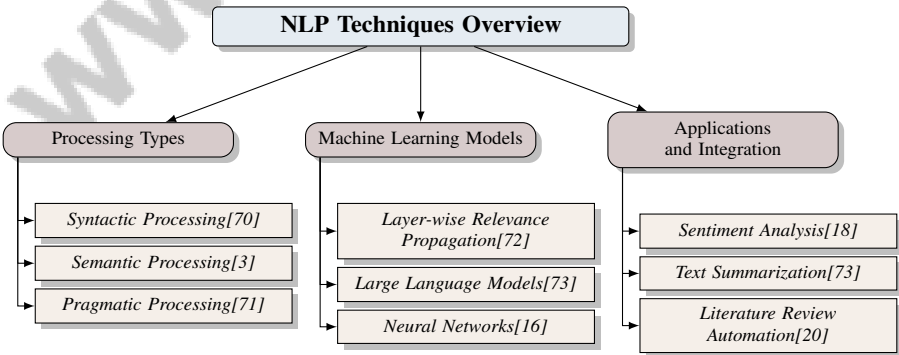 NLP Techniques Overview
Processing Types
Syntactic Processing[70]
Semantic Processing[3]
Pragmatic Processing[71]
Machine Learning Models
Layer-wise Relevance
Propagation[72]
Large Language Models[73]
Neural Networks[16]
Applications
and Integration
Sentiment Analysis[18]
Text Summarization[73]
Literature Review
Automation[20]